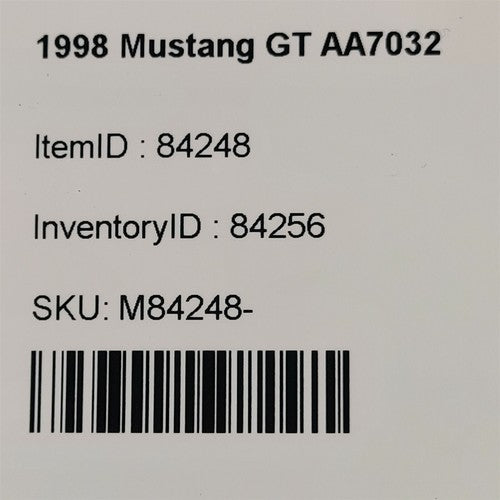 1998 Mustang GT AA7032
ItemID : 84248
InventoryID : 84256
SKU: M84248-